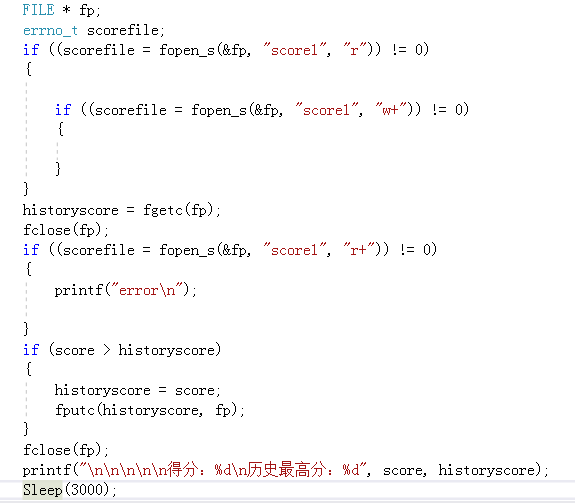 FILE * fp;
errno_t scorefile;
if ((scorefile = fopen_s(&fp, "score1", "r")) != 0)
{
if ((scorefile = fopen_s(&fp, "score1", "w+")) != 0)
{
}
}
historyscore = fgetc(fp);
fclose(fp);
if ((scorefile = fopen_s(&fp, "score1", "r+")) != 0)
{
printf("error\n");
}
if (score > historyscore)
{
historyscore = score;
fputc(historyscore, fp);
}
fclose(fp);
printf("\n\n\n\n\n得分：%d\n历史最高分：%d", score, historyscore);
Sleep(3000);